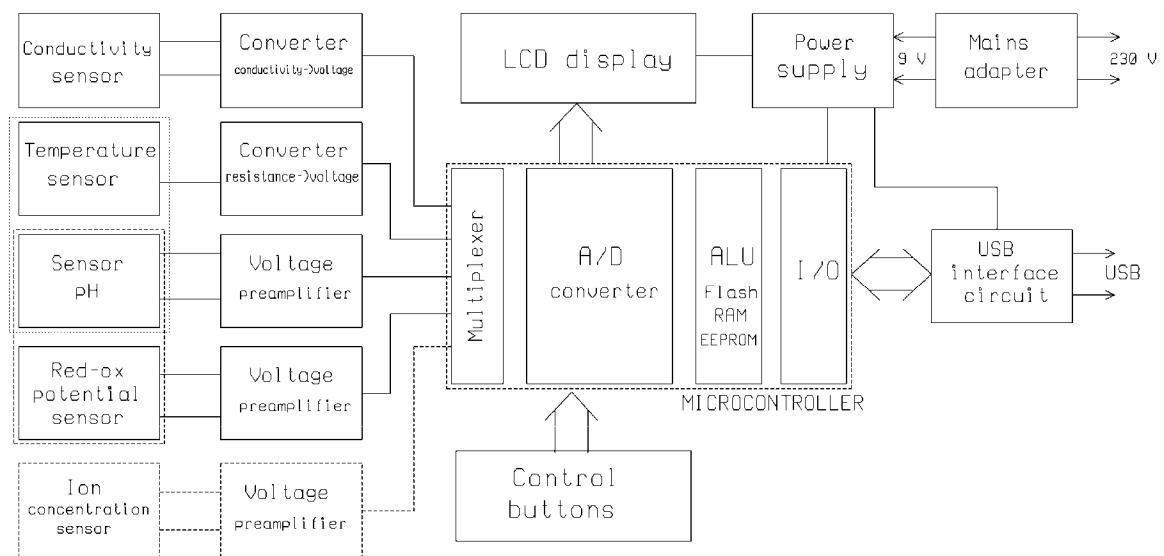 Conductivity
sensor
Converter
conductivity->voltage
LCD display
Power
supply
9 V
Mains
adapter
230 V
Temperature
sensor
Converter
resistance->voltage
Sensor
pH
Voltage
preamplifier
Multiplexer
A/D
converter
ALU
Flash
RAM
EEPROM
I/O
USB
interface
circuit
USB
Red-ox
potential
sensor
Voltage
preamplifier
MICROCONTROLLER
Ion
concentration
sensor
Voltage
preamplifier
Control
buttons